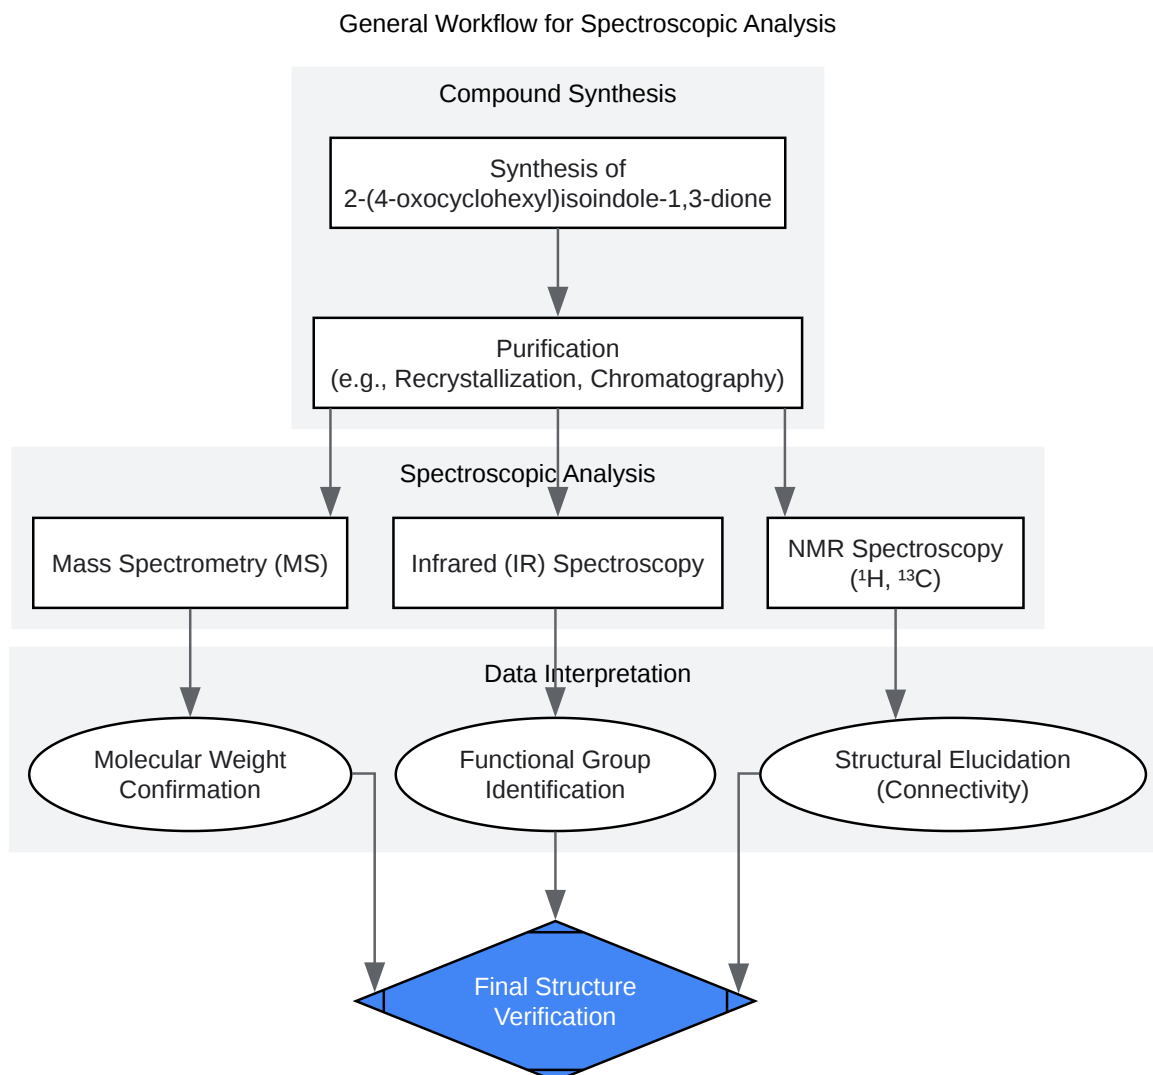 General Workflow for Spectroscopic Analysis
Compound Synthesis
Synthesis of
2-(4-oxocyclohexyl)isoindole-1,3-dione
Purification
(e.g., Recrystallization, Chromatography)
Spectroscopic Analysis
Mass Spectrometry (MS)
Infrared (IR) Spectroscopy
NMR Spectroscopy
(¹H, ¹³C)
Data Interpretation
Molecular Weight
Confirmation
Functional Group
Identification
Structural Elucidation
(Connectivity)
Final Structure
Verification